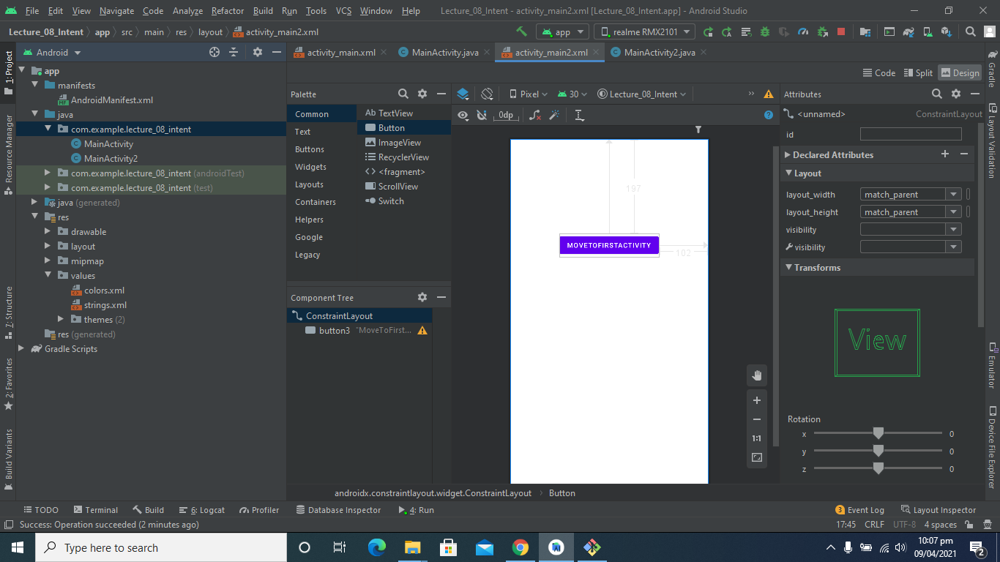 File Edit View Navigate Code Analyze Refactor Build Run Tools VCS Window Help Lecture_08_Intent - activity_main2.xml [Lecture_08_Intent.app] - Android Studio
Lecture_08_Intent app src main res layout activity_main2.xml app realme RMX2101
Android
activity_main.xml MainActivity.java activity_main2.xml MainActivity2.java
Code Split Design
1: Project
Resource Manager
7: Structure
2: Favorites
Build Variants
app
manifests
AndroidManifest.xml
java
com.example.lecture_08_intent
MainActivity
MainActivity2
com.example.lecture_08_intent (androidTest)
com.example.lecture_08_intent (test)
java (generated)
res
drawable
layout
mipmap
values
colors.xml
strings.xml
themes (2)
res (generated)
Gradle Scripts
Palette
Common
Text
Buttons
Widgets
Layouts
Containers
Helpers
Google
Legacy
Ab TextView
Button
ImageView
RecyclerView
<fragment>
ScrollView
Switch
Component Tree
ConstraintLayout
button3 "MoveToFirst...
Pixel 30 Lecture_08_Intent
0dp
197
MOVETOFIRSTACTIVITY
102
1:1
Attributes
<unnamed> ConstraintLayout
id
Declared Attributes
Layout
layout_width match_parent
layout_height match_parent
visibility
visibility
Transforms
View
Rotation
x 0
y 0
z 0
Gradle
Layout Validation
Emulator
Device File Explorer
androidx.constraintlayout.widget.ConstraintLayout Button
TODO Terminal Build 6: Logcat Profiler Database Inspector 4: Run 3 Event Log Layout Inspector
Success: Operation succeeded (2 minutes ago) 17:45 CRLF UTF-8 4 spaces
Type here to search
10:07 pm
09/04/2021
2